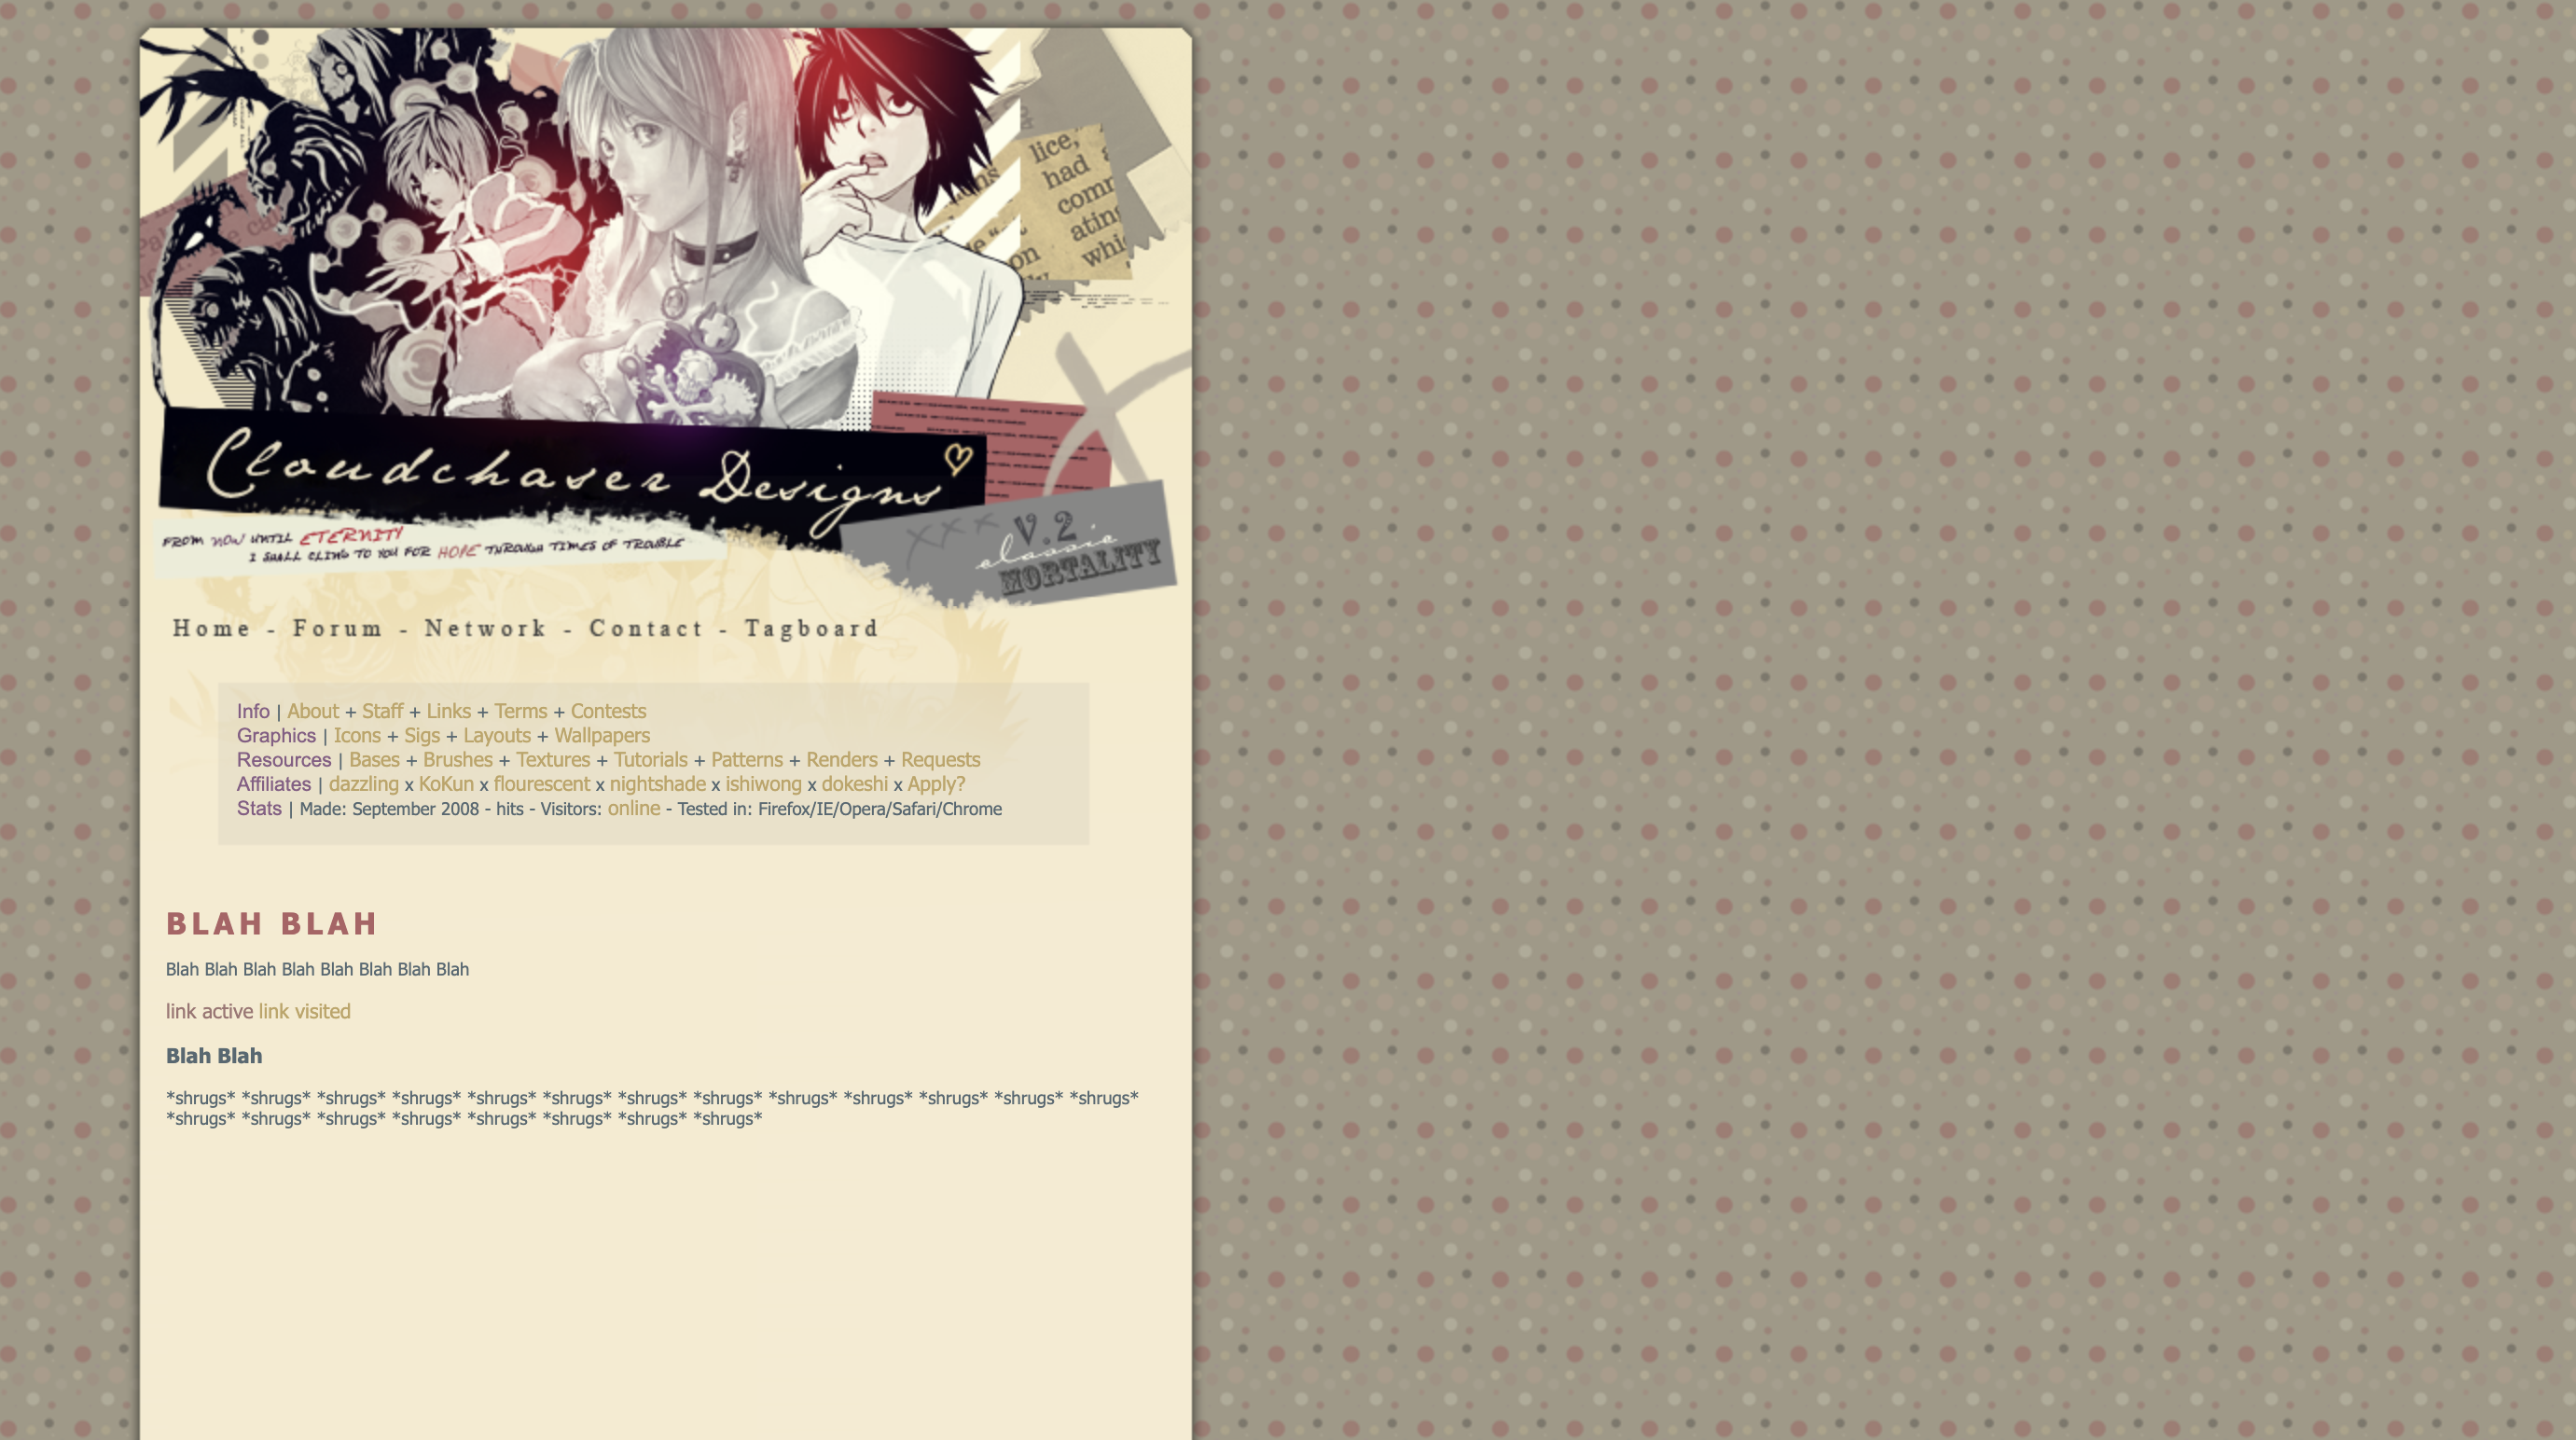 lice,
had
on
Cloudchaser Designs
FROM NOW UNTIL ETERNITY
I SHALL CLING TO YOU FOR HOPE THROUGH TIMES OF TROUBLE
XXX V.2
classic
MORTALITY
Home - Forum - Network - Contact - Tagboard
Info | About + Staff + Links + Terms + Contests
Graphics | Icons + Sigs + Layouts + Wallpapers
Resources | Bases + Brushes + Textures + Tutorials + Patterns + Renders + Requests
Affiliates | dazzling x KoKun x flourescent x nightshade x ishiwong x dokeshi x Apply?
Stats | Made: September 2008 - hits - Visitors: online - Tested in: Firefox/IE/Opera/Safari/Chrome
BLAH BLAH
Blah Blah Blah Blah Blah Blah Blah Blah
link active link visited
Blah Blah
*shrugs* *shrugs* *shrugs* *shrugs* *shrugs* *shrugs* *shrugs* *shrugs* *shrugs* *shrugs* *shrugs* *shrugs* *shrugs*
*shrugs* *shrugs* *shrugs* *shrugs* *shrugs* *shrugs* *shrugs* *shrugs*